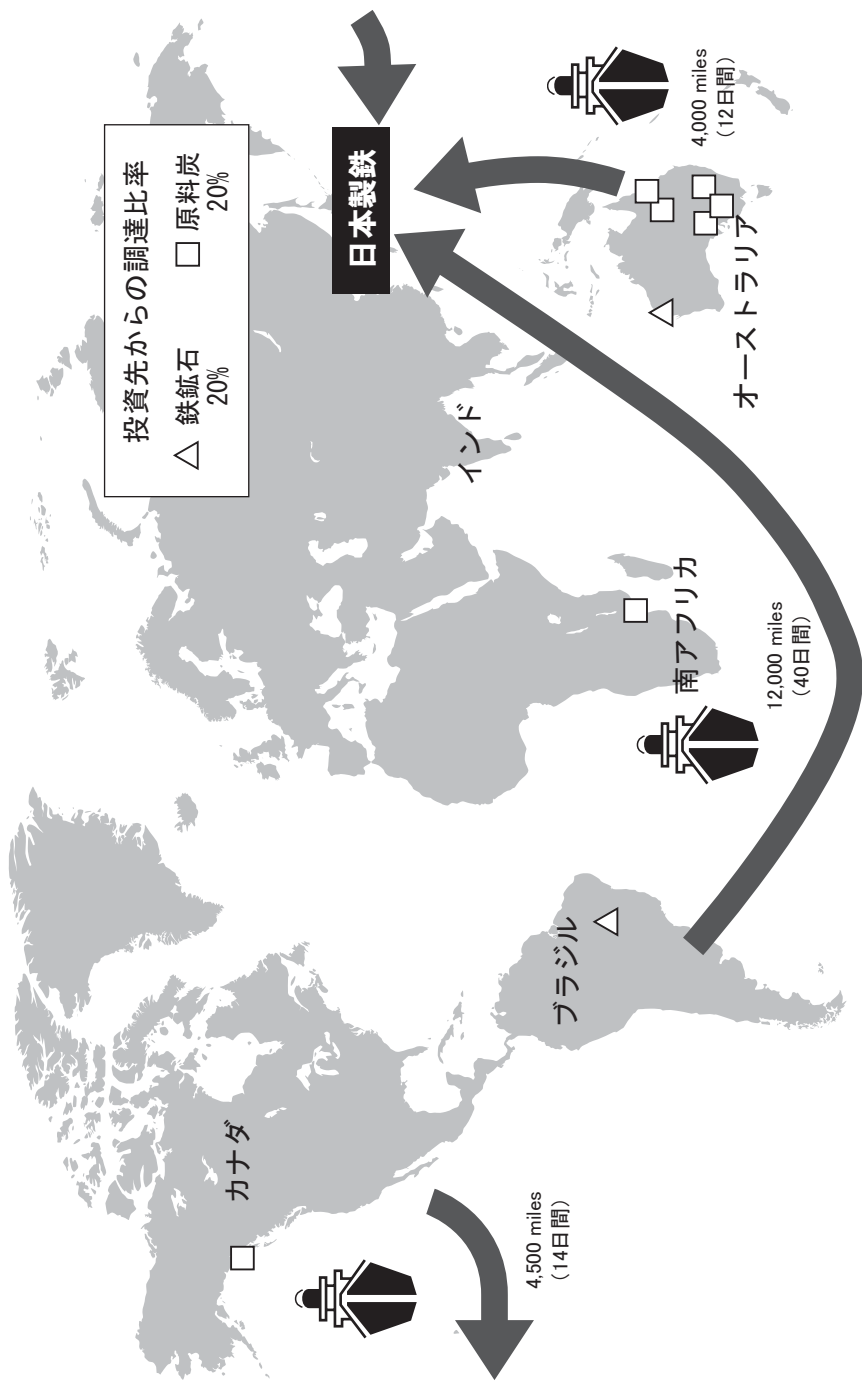 投資先からの調達比率
△ 鉄鉱石 □ 原料炭
20% 20%
日本製鉄
カナダ
ブラジル
南アフリカ
インド
オーストラリア
4,500 miles
（14日間）
12,000 miles
（40日間）
4,000 miles
（12日間）